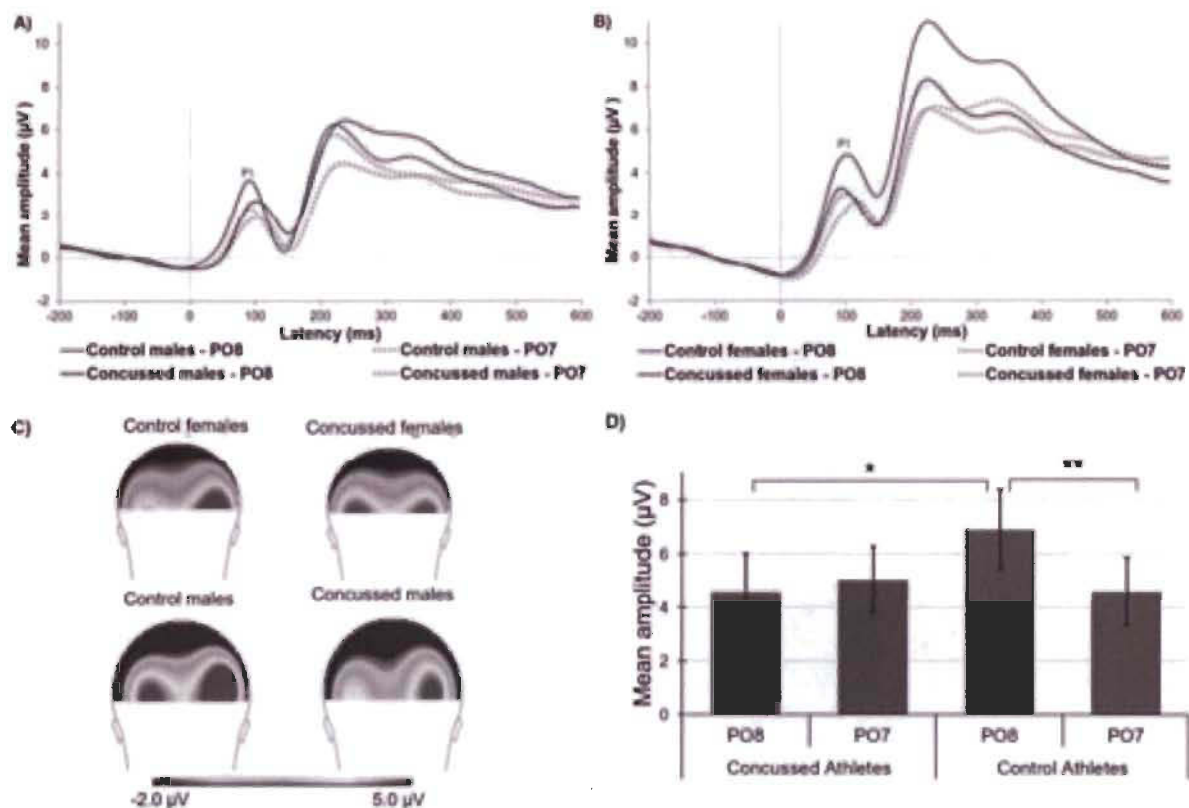 A)
10
8
6
4
2
0
-2
Mean amplitude (µV)
P1
-200 -100 0 100 200 300 400 500 600
Latency (ms)
Control males - PO8 Control males - PO7
Concussed males - PO8 Concussed males - PO7
B)
10
8
6
4
2
0
-2
Mean amplitude (µV)
P1
-200 -100 0 100 200 300 400 500 600
Latency (ms)
Control females - PO8 Control females - PO7
Concussed females - PO8 Concussed females - PO7
C)
Control females Concussed females
Control males Concussed males
-2.0 µV 5.0 µV
D)
* **
8
6
4
2
0
Mean amplitude (µV)
PO8 PO7 PO8 PO7
Concussed Athletes Control Athletes